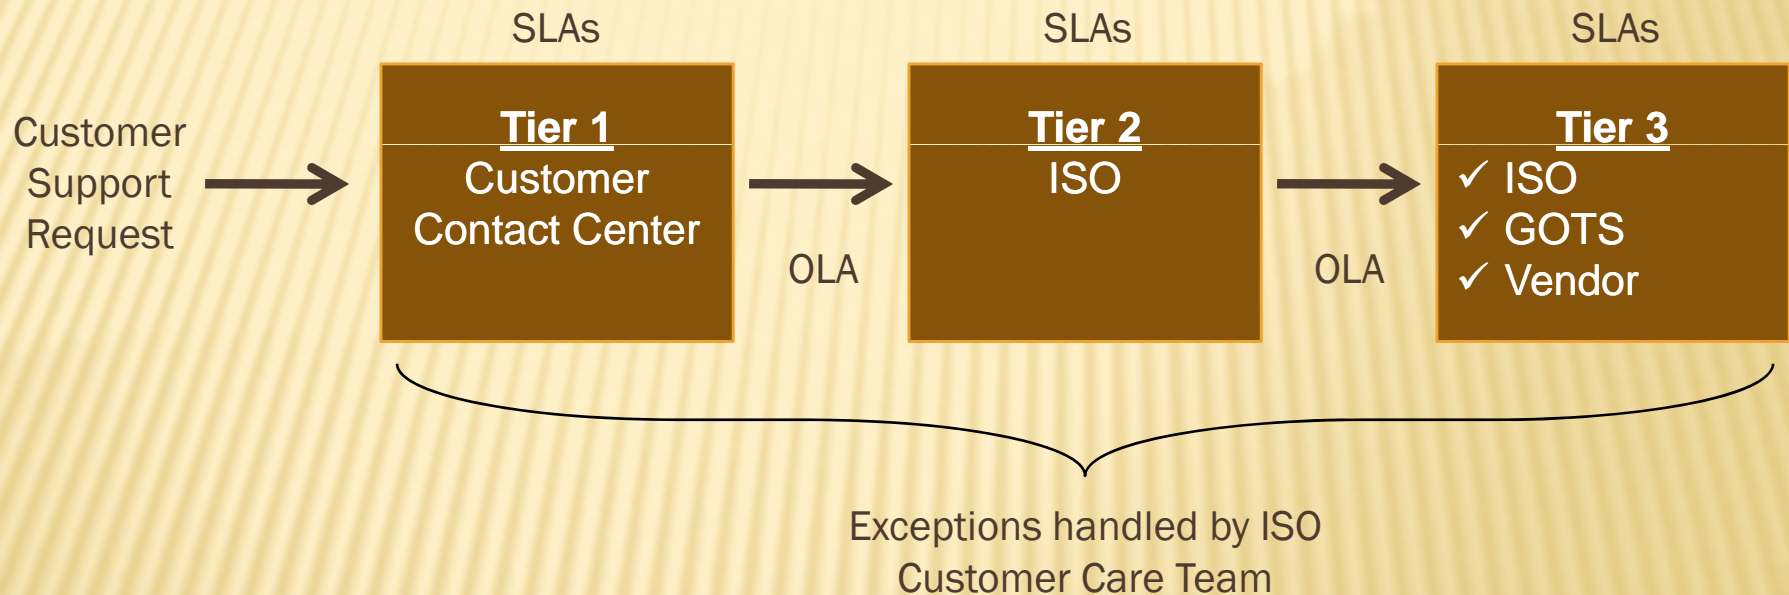 SLAs
SLAs
SLAs
Customer
Support
Request
Tier 1
Customer
Contact Center
OLA
Tier 2
ISO
OLA
Tier 3
✓ ISO
✓ GOTS
✓ Vendor
Exceptions handled by ISO
Customer Care Team